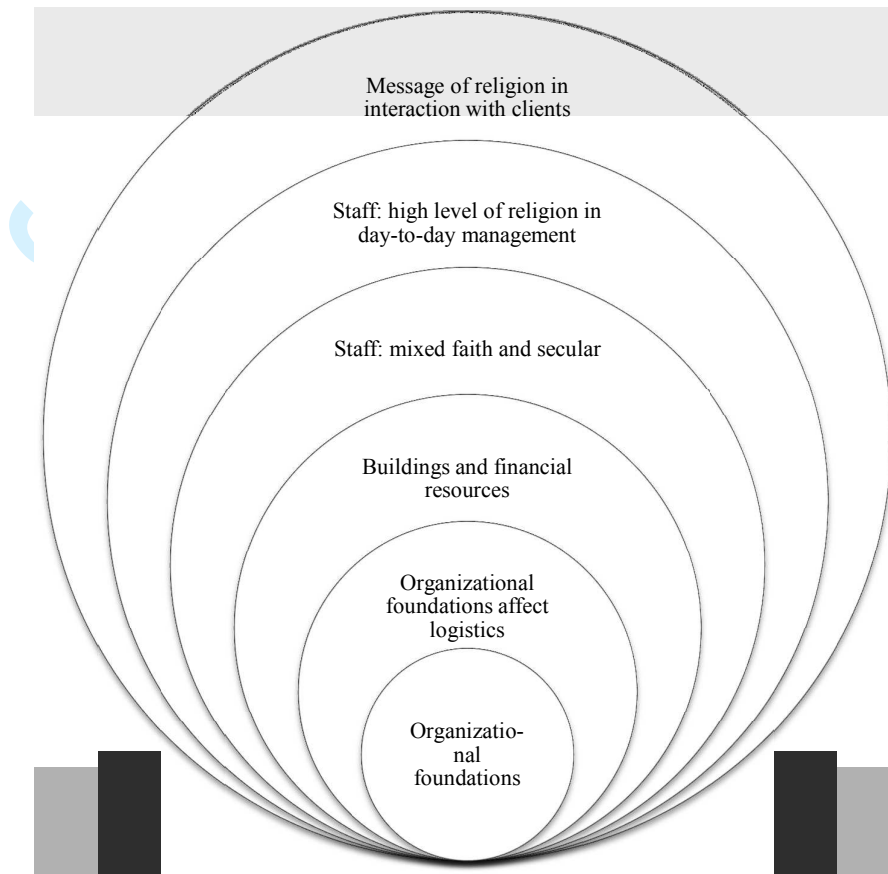 Message of religion in
interaction with clients
Staff: high level of religion in
day-to-day management
Staff: mixed faith and secular
Buildings and financial
resources
Organizational
foundations affect
logistics
Organizatio-
nal
foundations